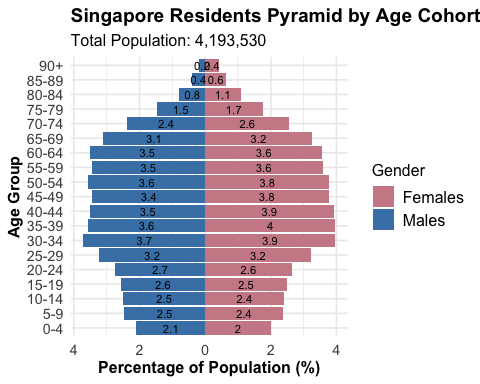 Singapore Residents Pyramid by Age Cohort
Total Population: 4,193,530
Age Group
90+ 0.2 0.4
85-89 0.4 0.6
80-84 0.8 1.1
75-79 1.5 1.7
70-74 2.4 2.6
65-69 3.1 3.2
60-64 3.5 3.6
55-59 3.5 3.6
50-54 3.6 3.8
45-49 3.4 3.8
40-44 3.5 3.9
35-39 3.6 4
30-34 3.7 3.9
25-29 3.2 3.2
20-24 2.7 2.6
15-19 2.6 2.5
10-14 2.5 2.4
5-9 2.5 2.4
0-4 2.1 2
4 2 0 2 4
Percentage of Population (%)
Gender
Females
Males